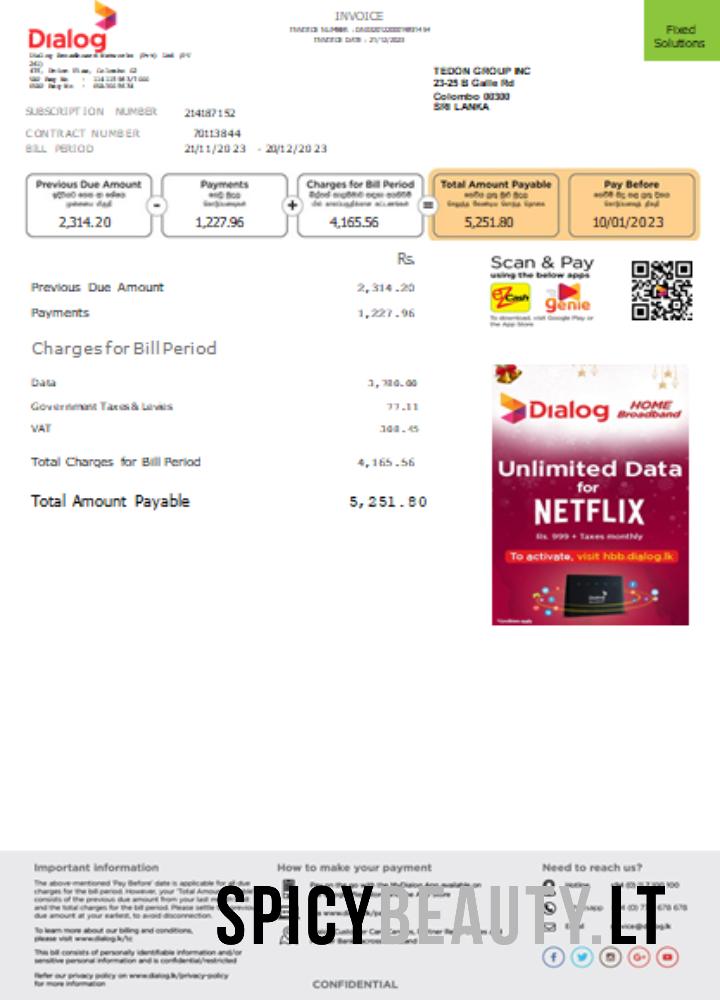 Dialog
INVOICE
INVOICE DATE : 21/12/2023
Fixed
Solutions
Dialog Broadband Networks (Pvt) Ltd (PV
241)
475, Union Place, Colombo 02
TEDON GROUP INC
23-25 B Galle Rd
Colombo 00300
SRI LANKA
SUBSCRIPTION NUMBER 214187152
CONTRACT NUMBER 70113844
BILL PERIOD 21/11/2023 - 20/12/2023
Previous Due Amount
2,314.20
-
Payments
1,227.96
+
Charges for Bill Period
4,165.56
=
Total Amount Payable
5,251.80
Pay Before
10/01/2023
Rs.
Previous Due Amount 2,314.20
Payments 1,227.96
Charges for Bill Period
Data
Government Taxes & Levies 77.11
VAT 308.45
Total Charges for Bill Period 4,165.56
Total Amount Payable 5,251.80
Scan & Pay
using the below apps
eZ Cash genie
To download, visit Google Play or
the App Store
Dialog HOME Broadband
Unlimited Data
for
NETFLIX
Rs. 999 + Taxes monthly
To activate, visit hbb.dialog.lk
Important information
The above-mentioned 'Pay Before' date is applicable for all due
charges for the bill period. However, your 'Total Amount
consists of the previous due amount from your last
and the total charges for the bill period. Please settle
due amount at your earliest, to avoid disconnection.
To learn more about billing and conditions,
please visit www.dialog.lk/tc
This bill consists of personally identifiable information and/or
sensitive personal information and is confidential/restricted
Refer our privacy policy on www.dialog.lk/privacy-policy
for more information
How to make your payment
Need to reach us?
Hotline
SPICYBEAUTY.LT
CONFIDENTIAL